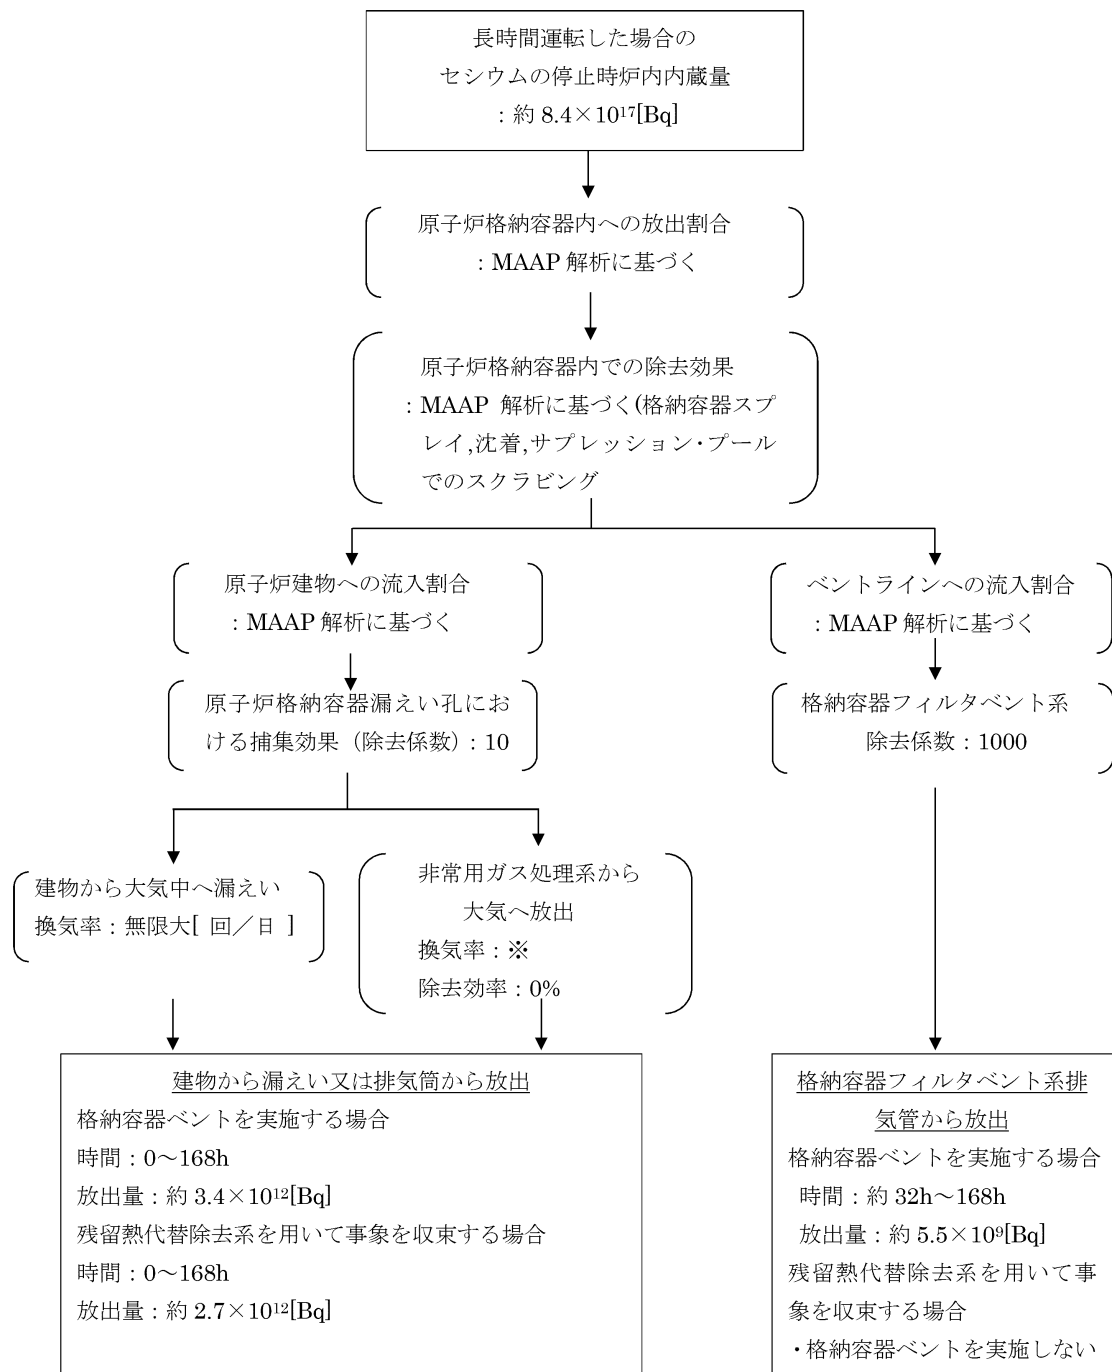 長時間運転した場合の
セシウムの停止時炉内内蔵量
：約 8.4×10¹⁷[Bq]
原子炉格納容器内への放出割合
：MAAP 解析に基づく
原子炉格納容器内での除去効果
：MAAP 解析に基づく(格納容器スプ
レイ,沈着,サプレッション・プール
でのスクラビング
原子炉建物への流入割合
：MAAP 解析に基づく
ベントラインへの流入割合
：MAAP 解析に基づく
原子炉格納容器漏えい孔にお
ける捕集効果（除去係数）：10
格納容器フィルタベント系
除去係数：1000
建物から大気中へ漏えい
換気率：無限大[ 回／日 ]
非常用ガス処理系から
大気へ放出
換気率：※
除去効率：0%
建物から漏えい又は排気筒から放出
格納容器ベントを実施する場合
時間：0～168h
放出量：約 3.4×10¹²[Bq]
残留熱代替除去系を用いて事象を収束する場合
時間：0～168h
放出量：約 2.7×10¹²[Bq]
格納容器フィルタベント系排
気管から放出
格納容器ベントを実施する場合
時間：約 32h～168h
放出量：約 5.5×10⁹[Bq]
残留熱代替除去系を用いて事
象を収束する場合
・格納容器ベントを実施しない